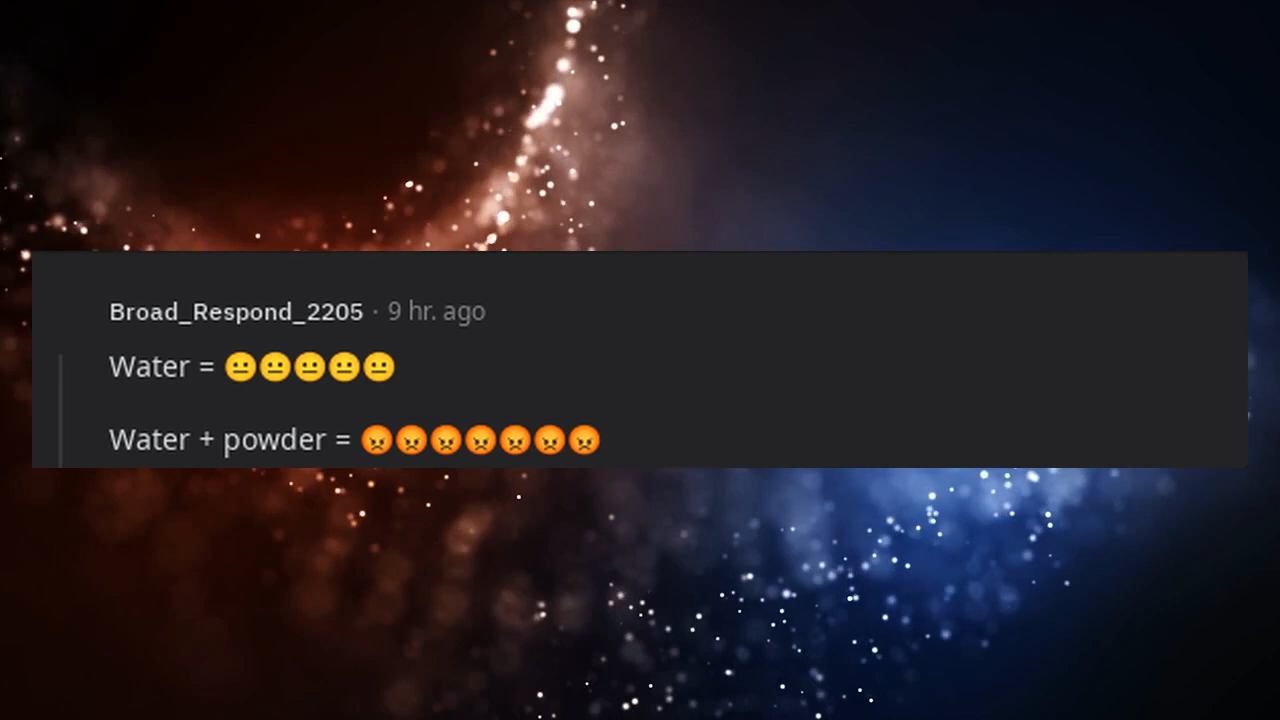 Broad_Respond_2205 · 9 hr. ago
Water = 😐😐😐😐😐
Water + powder = 😡😡😡😡😡😡😡